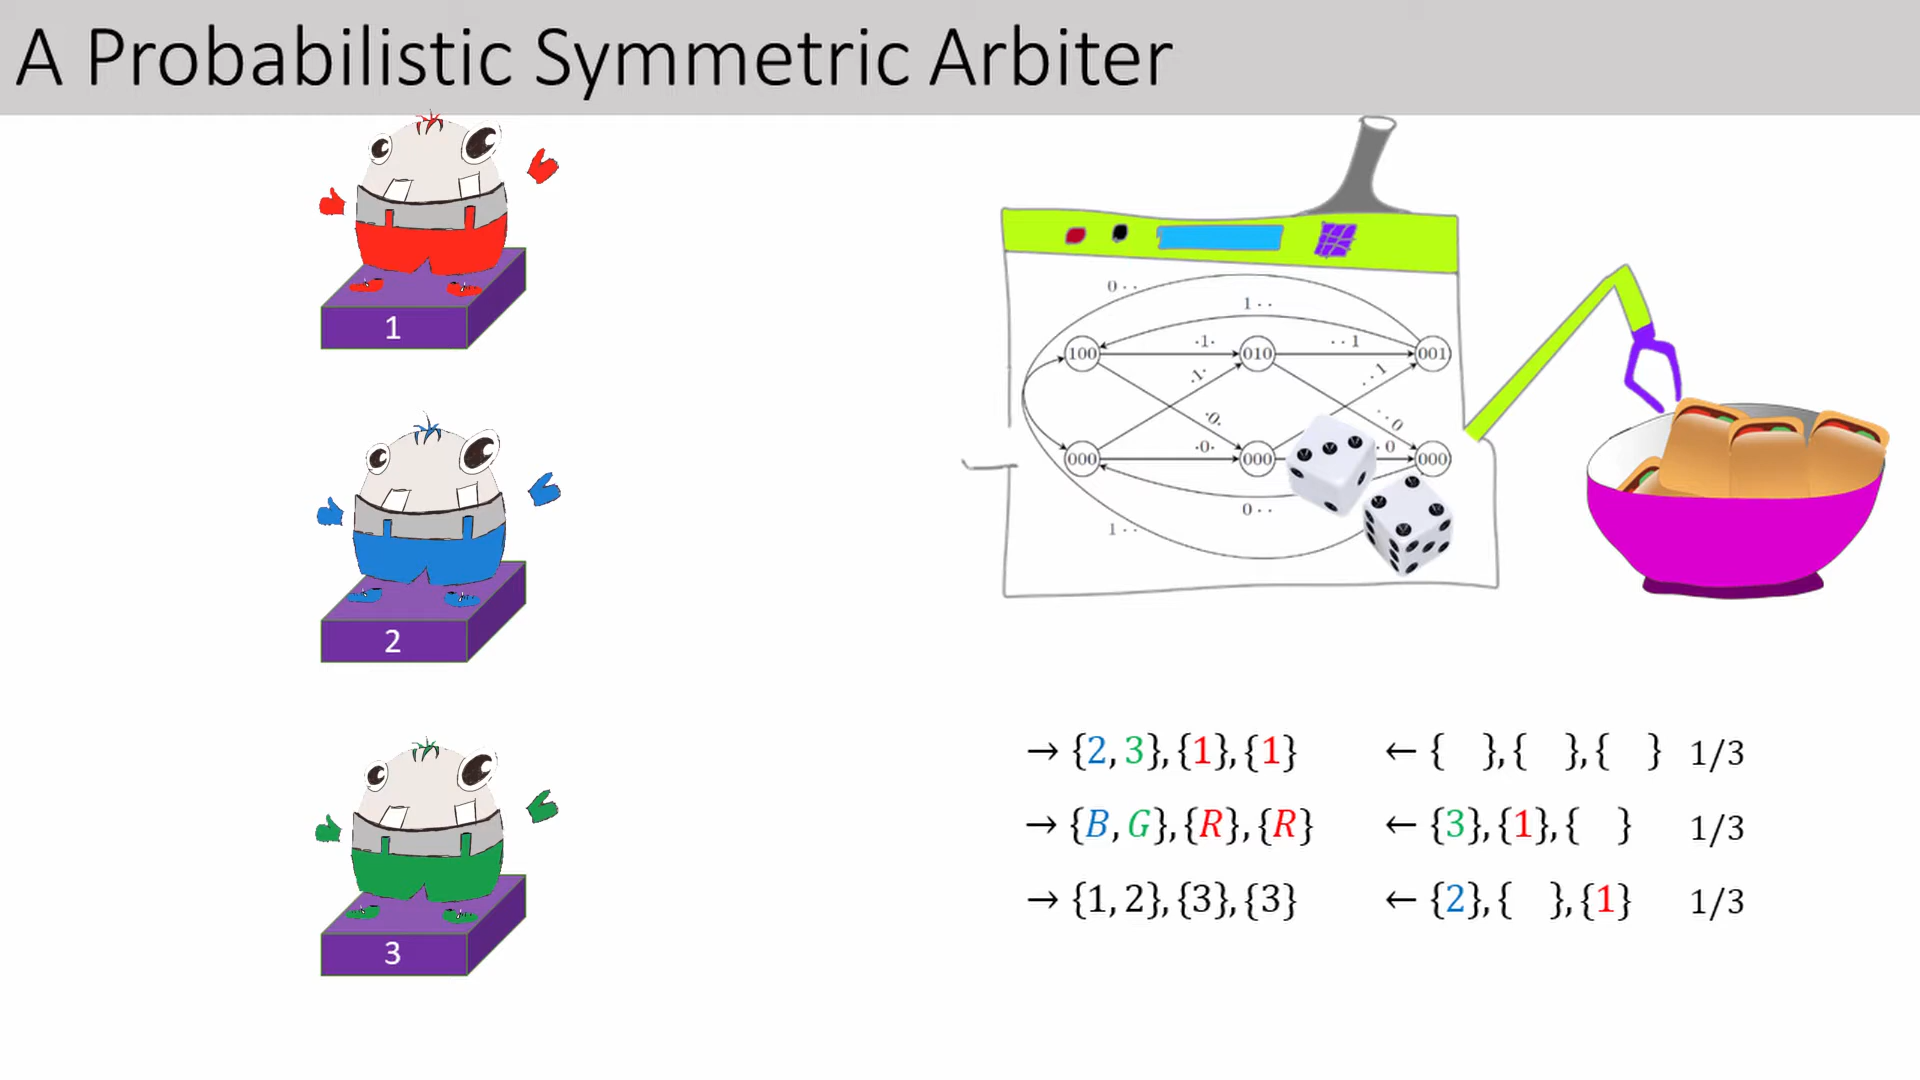 A Probabilistic Symmetric Arbiter
1
2
3
0 · ·
1 · ·
100
·1·
010
· · 1
001
·1·
· · 1
·0·
· · 0
000
·0·
000
· 0
000
0 · ·
1 · ·
→ {2, 3}, {1}, {1} ← { }, { }, { } 1/3
→ {B, G}, {R}, {R} ← {3}, {1}, { } 1/3
→ {1, 2}, {3}, {3} ← {2}, { }, {1} 1/3